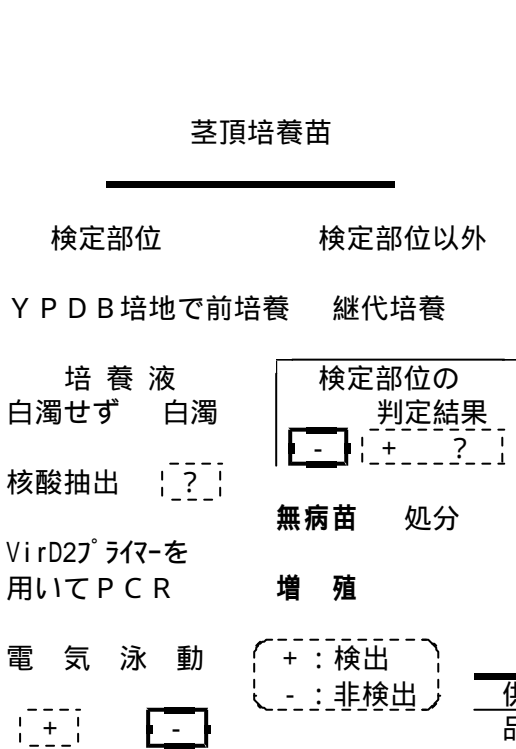 茎頂培養苗
検定部位 検定部位以外
ＹＰＤＢ培地で前培養 継代培養
培 養 液 検定部位の
白濁せず 白濁 判定結果
- + ?
核酸抽出 ?
無病苗 処分
VirD2ﾌﾟﾗｲﾏｰを
用いてＰＣＲ 増 殖
電 気 泳 動 + ：検出
- ：非検出
+ -